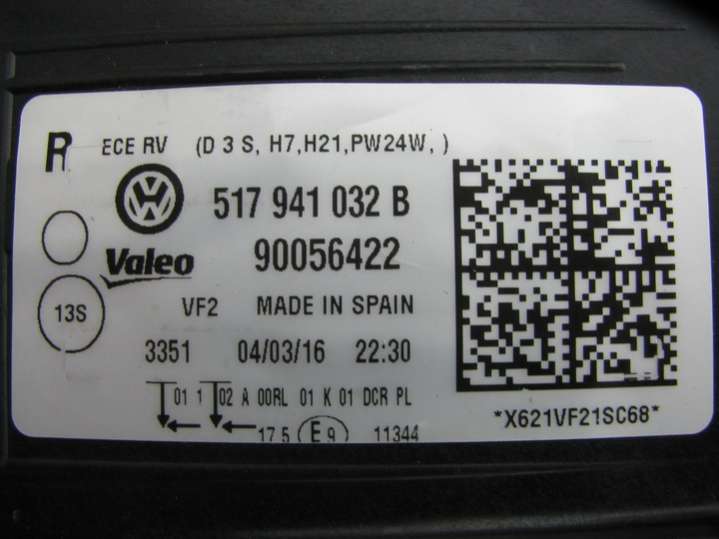 R ECE RV (D 3 S, H7,H21,PW24W, )
517 941 032 B
Valeo 90056422
13S VF2 MADE IN SPAIN
3351 04/03/16 22:30
01 1 02 A 00RL 01 K 01 DCR PL
17.5 E9 11344
*X621VF21SC68*